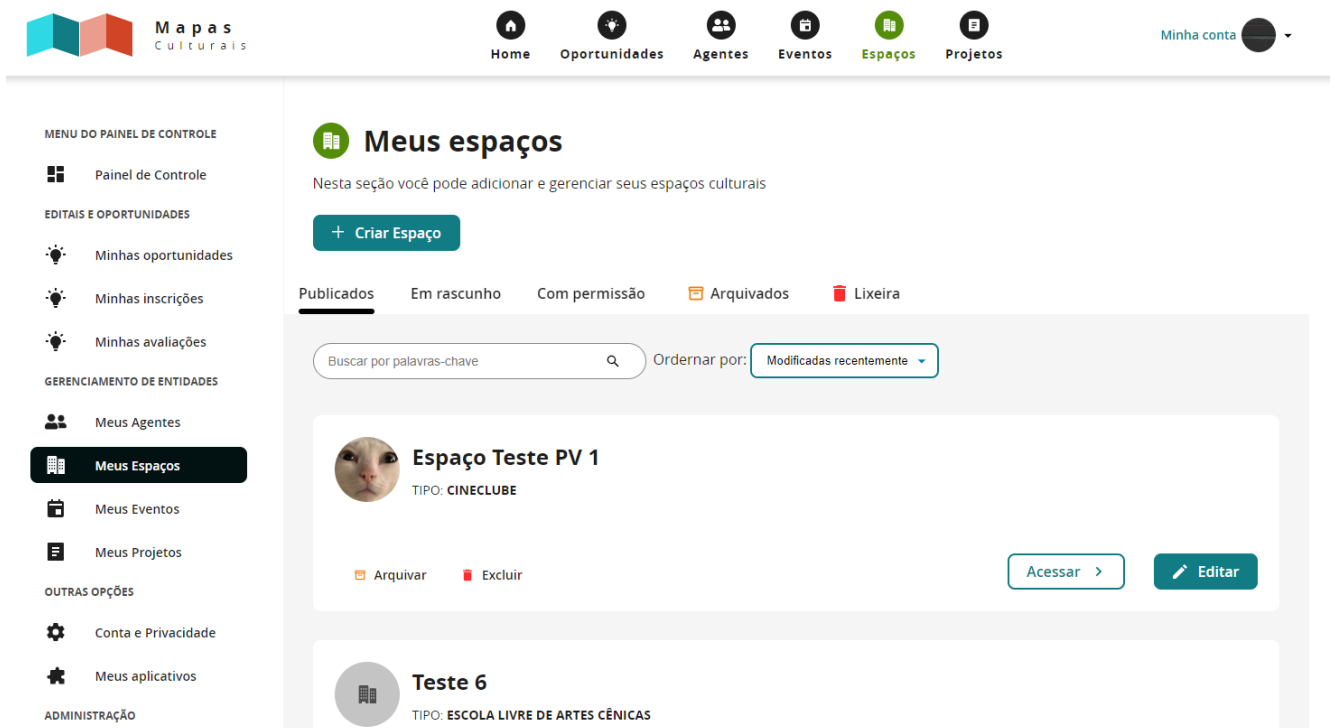 Mapas
Culturais
Home
Oportunidades
Agentes
Eventos
Espaços
Projetos
Minha conta
MENU DO PAINEL DE CONTROLE
Painel de Controle
EDITAIS E OPORTUNIDADES
Minhas oportunidades
Minhas inscrições
Minhas avaliações
GERENCIAMENTO DE ENTIDADES
Meus Agentes
Meus Espaços
Meus Eventos
Meus Projetos
OUTRAS OPÇÕES
Conta e Privacidade
Meus aplicativos
ADMINISTRAÇÃO
Meus espaços
Nesta seção você pode adicionar e gerenciar seus espaços culturais
+ Criar Espaço
Publicados
Em rascunho
Com permissão
Arquivados
Lixeira
Buscar por palavras-chave
Ordernar por:
Modificadas recentemente
Espaço Teste PV 1
TIPO: CINECLUBE
Arquivar
Excluir
Acessar
Editar
Teste 6
TIPO: ESCOLA LIVRE DE ARTES CÊNICAS